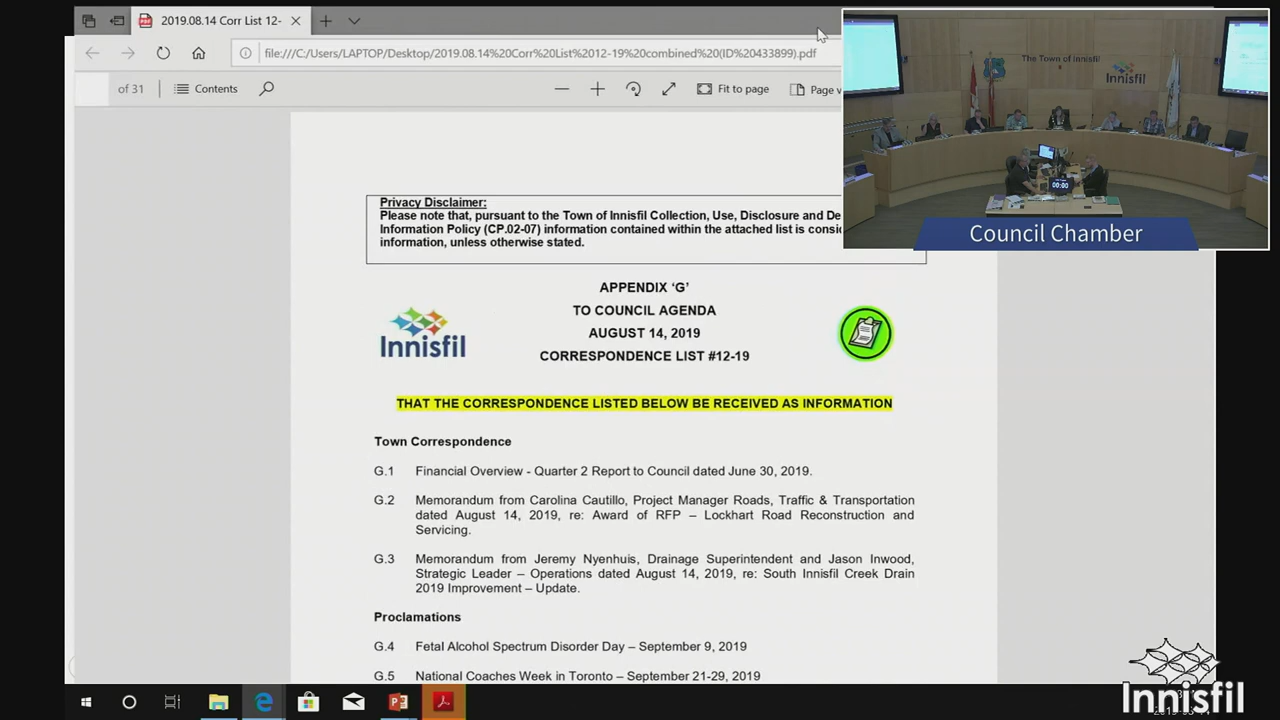 2019.08.14 Corr List 12-
file:///C:/Users/LAPTOP/Desktop/2019.08.14%20Corr%20List%2012-19%20combined%20(ID%20433899).pdf
of 31
Contents
Fit to page
Page v
The Town of Innisfil
Innisfil
00:00
Council Chamber
Privacy Disclaimer:
Please note that, pursuant to the Town of Innisfil Collection, Use, Disclosure and De
Information Policy (CP.02-07) information contained within the attached list is consid
information, unless otherwise stated.
APPENDIX ‘G’
TO COUNCIL AGENDA
AUGUST 14, 2019
CORRESPONDENCE LIST #12-19
Innisfil
THAT THE CORRESPONDENCE LISTED BELOW BE RECEIVED AS INFORMATION
Town Correspondence
G.1 Financial Overview - Quarter 2 Report to Council dated June 30, 2019.
G.2 Memorandum from Carolina Cautillo, Project Manager Roads, Traffic & Transportation
dated August 14, 2019, re: Award of RFP – Lockhart Road Reconstruction and
Servicing.
G.3 Memorandum from Jeremy Nyenhuis, Drainage Superintendent and Jason Inwood,
Strategic Leader – Operations dated August 14, 2019, re: South Innisfil Creek Drain
2019 Improvement – Update.
Proclamations
G.4 Fetal Alcohol Spectrum Disorder Day – September 9, 2019
G.5 National Coaches Week in Toronto – September 21-29, 2019
Innisfil